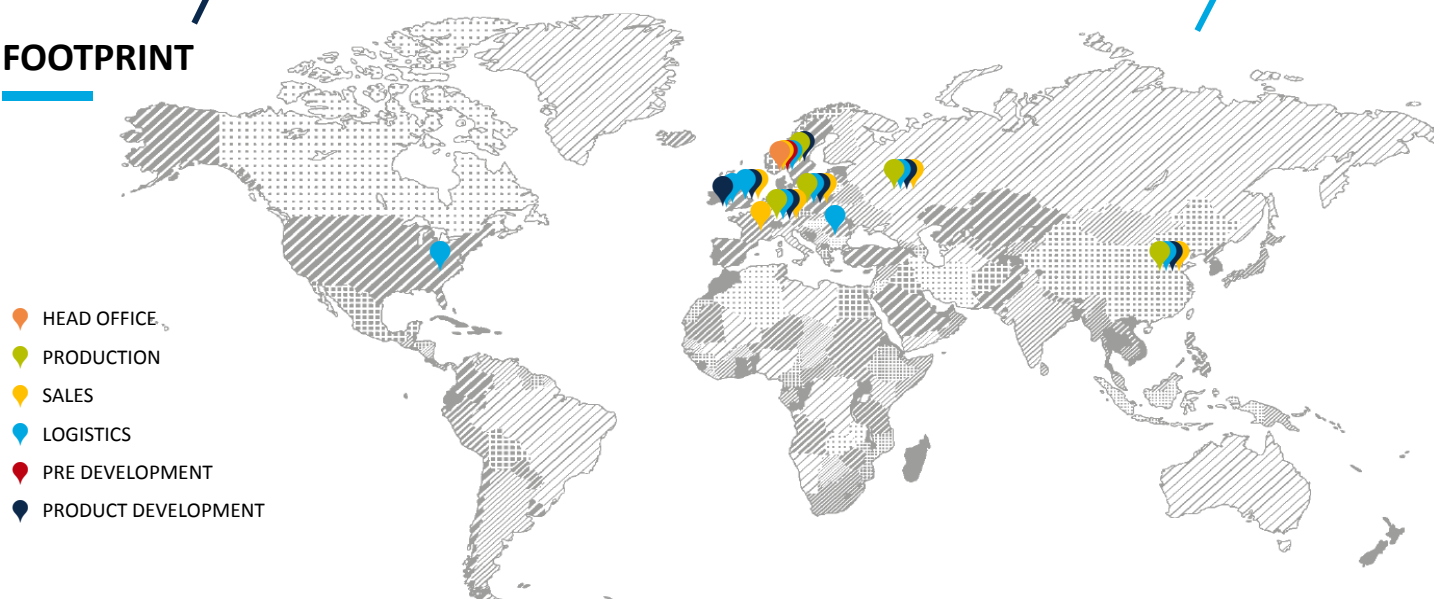 FOOTPRINT
HEAD OFFICE
PRODUCTION
SALES
LOGISTICS
PRE DEVELOPMENT
PRODUCT DEVELOPMENT